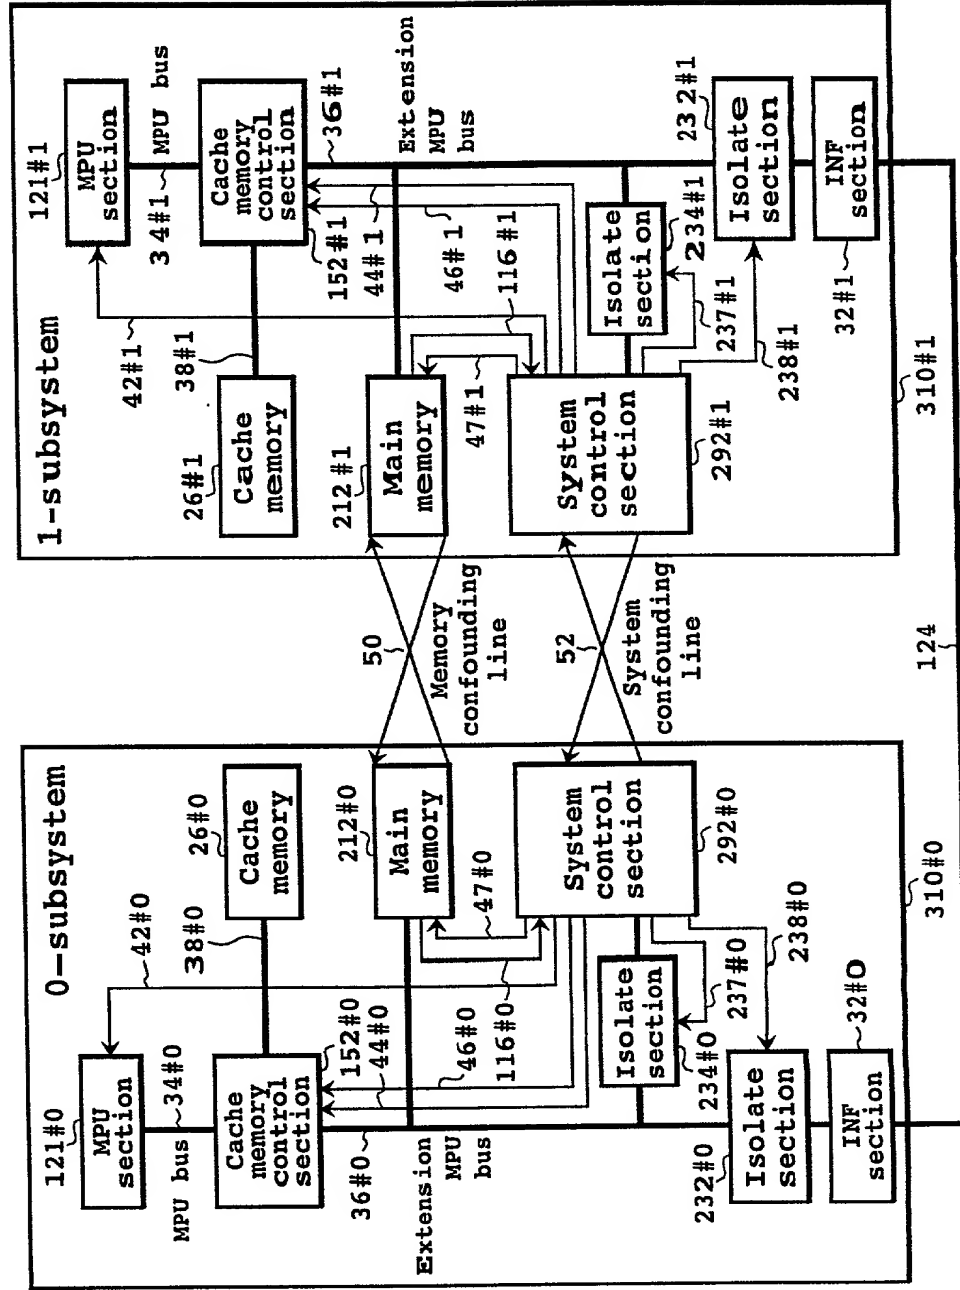 0-subsystem
121#0
MPU
section
42#0
MPU bus
34#0
38#0
26#0
Cache
memory
control
section
Cache
memory
152#0
44#0
36#0
212#0
Main
memory
Extension
MPU
bus
46#0
116#0
47#0
System
control
section
Isolate
section
234#0
292#0
237#0
232#0
Isolate
section
238#0
INF
section
32#0
310#0
50
Memory
confounding
line
52
System
confounding
line
124
1-subsystem
42#1
121#1
MPU
section
34#1
MPU bus
38#1
26#1
Cache
memory
Cache
memory
control
section
152#1
36#1
44#1
212#1
Main
memory
Extension
MPU
bus
46#1
116#1
47#1
System
control
section
Isolate
section
234#1
292#1
237#1
232#1
Isolate
section
238#1
INF
section
32#1
310#1